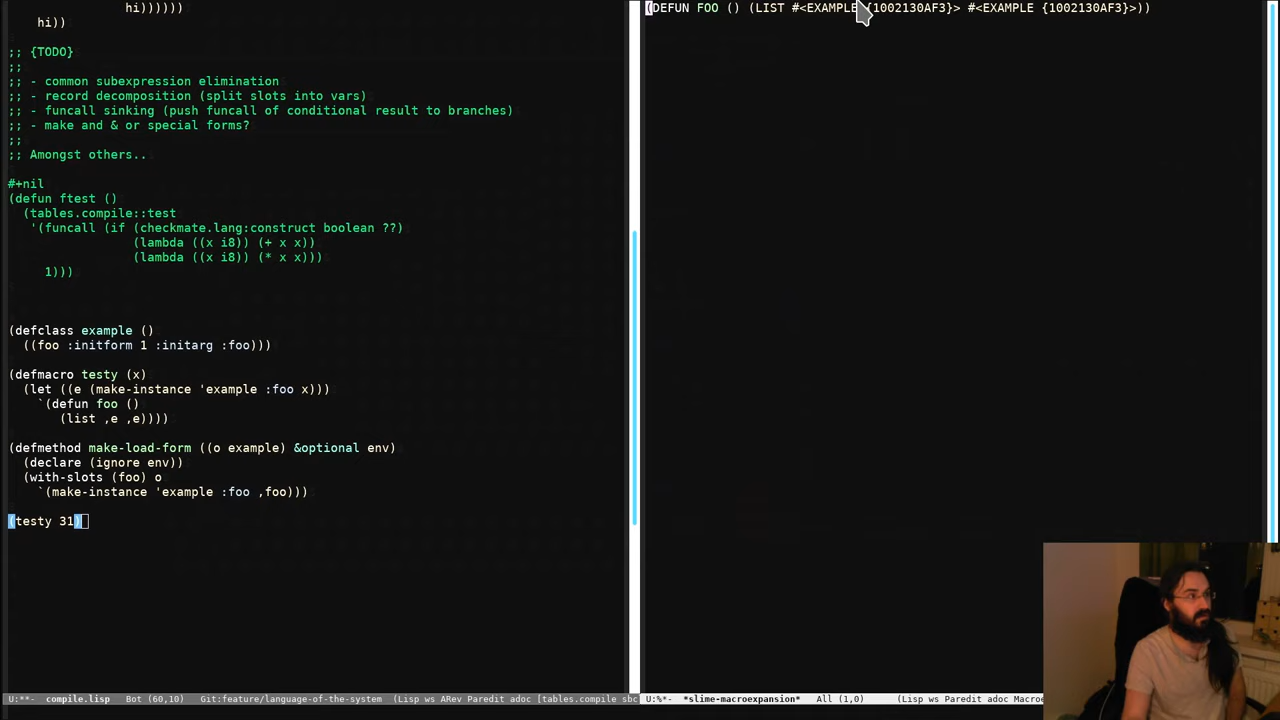 hi))))))
hi))
;; {TODO}
;;
;; - common subexpression elimination
;; - record decomposition (split slots into vars)
;; - funcall sinking (push funcall of conditional result to branches)
;; - make and & or special forms?
;;
;; Amongst others..
#+nil
(defun ftest ()
(tables.compile::test
'(funcall (if (checkmate.lang:construct boolean ??)
(lambda ((x i8)) (+ x x))
(lambda ((x i8)) (* x x)))
1)))
(defclass example ()
((foo :initform 1 :initarg :foo)))
(defmacro testy (x)
(let ((e (make-instance 'example :foo x)))
`(defun foo ()
(list ,e ,e))))
(defmethod make-load-form ((o example) &optional env)
(declare (ignore env))
(with-slots (foo) o
`(make-instance 'example :foo ,foo)))
(testy 31)
U:**- compile.lisp Bot (60,10) Git:feature/language-of-the-system (Lisp ws ARev Paredit adoc [tables.compile sbc
(DEFUN FOO () (LIST #<EXAMPLE {1002130AF3}> #<EXAMPLE {1002130AF3}>))
U:%*- *slime-macroexpansion* All (1,0) (Lisp ws Paredit adoc Macro